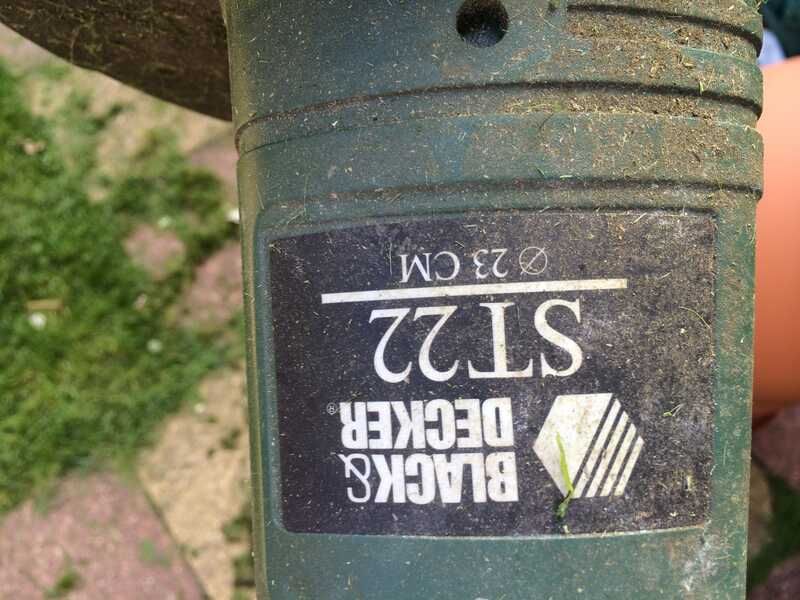 BLACK&
DECKER®
ST22
Ø 23 CM